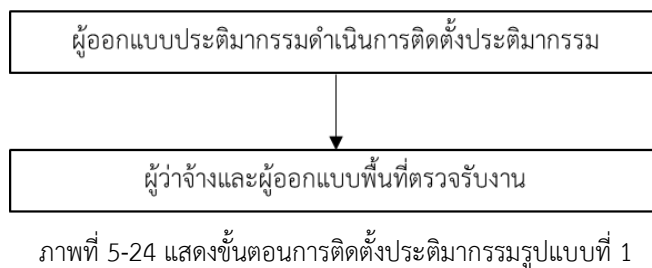 ผู้ออกแบบประติมากรรมดำเนินการติดตั้งประติมากรรม
ผู้ว่าจ้างและผู้ออกแบบพื้นที่ตรวจรับงาน
ภาพที่ 5-24 แสดงขั้นตอนการติดตั้งประติมากรรมรูปแบบที่ 1